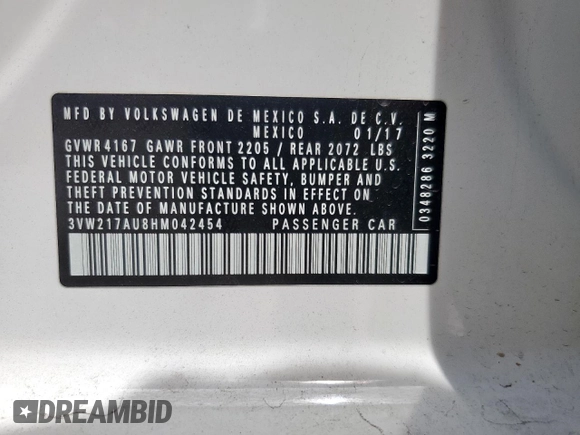 MFD BY VOLKSWAGEN DE MEXICO S.A. DE C.V.
MEXICO 01/17
GVWR 4167 GAWR FRONT 2205 / REAR 2072 LBS
THIS VEHICLE CONFORMS TO ALL APPLICABLE U.S.
FEDERAL MOTOR VEHICLE SAFETY, BUMPER AND
THEFT PREVENTION STANDARDS IN EFFECT ON
THE DATE OF MANUFACTURE SHOWN ABOVE
3VW217AU8HM042454 PASSENGER CAR
0348286 3220 M
DREAMBID